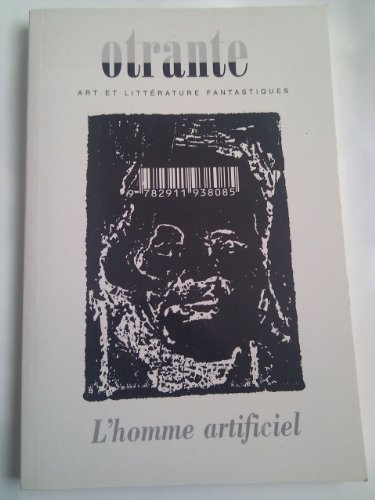 otrante
ART ET LITTÉRATURE FANTASTIQUES
9 782911 938085
L'homme artificiel